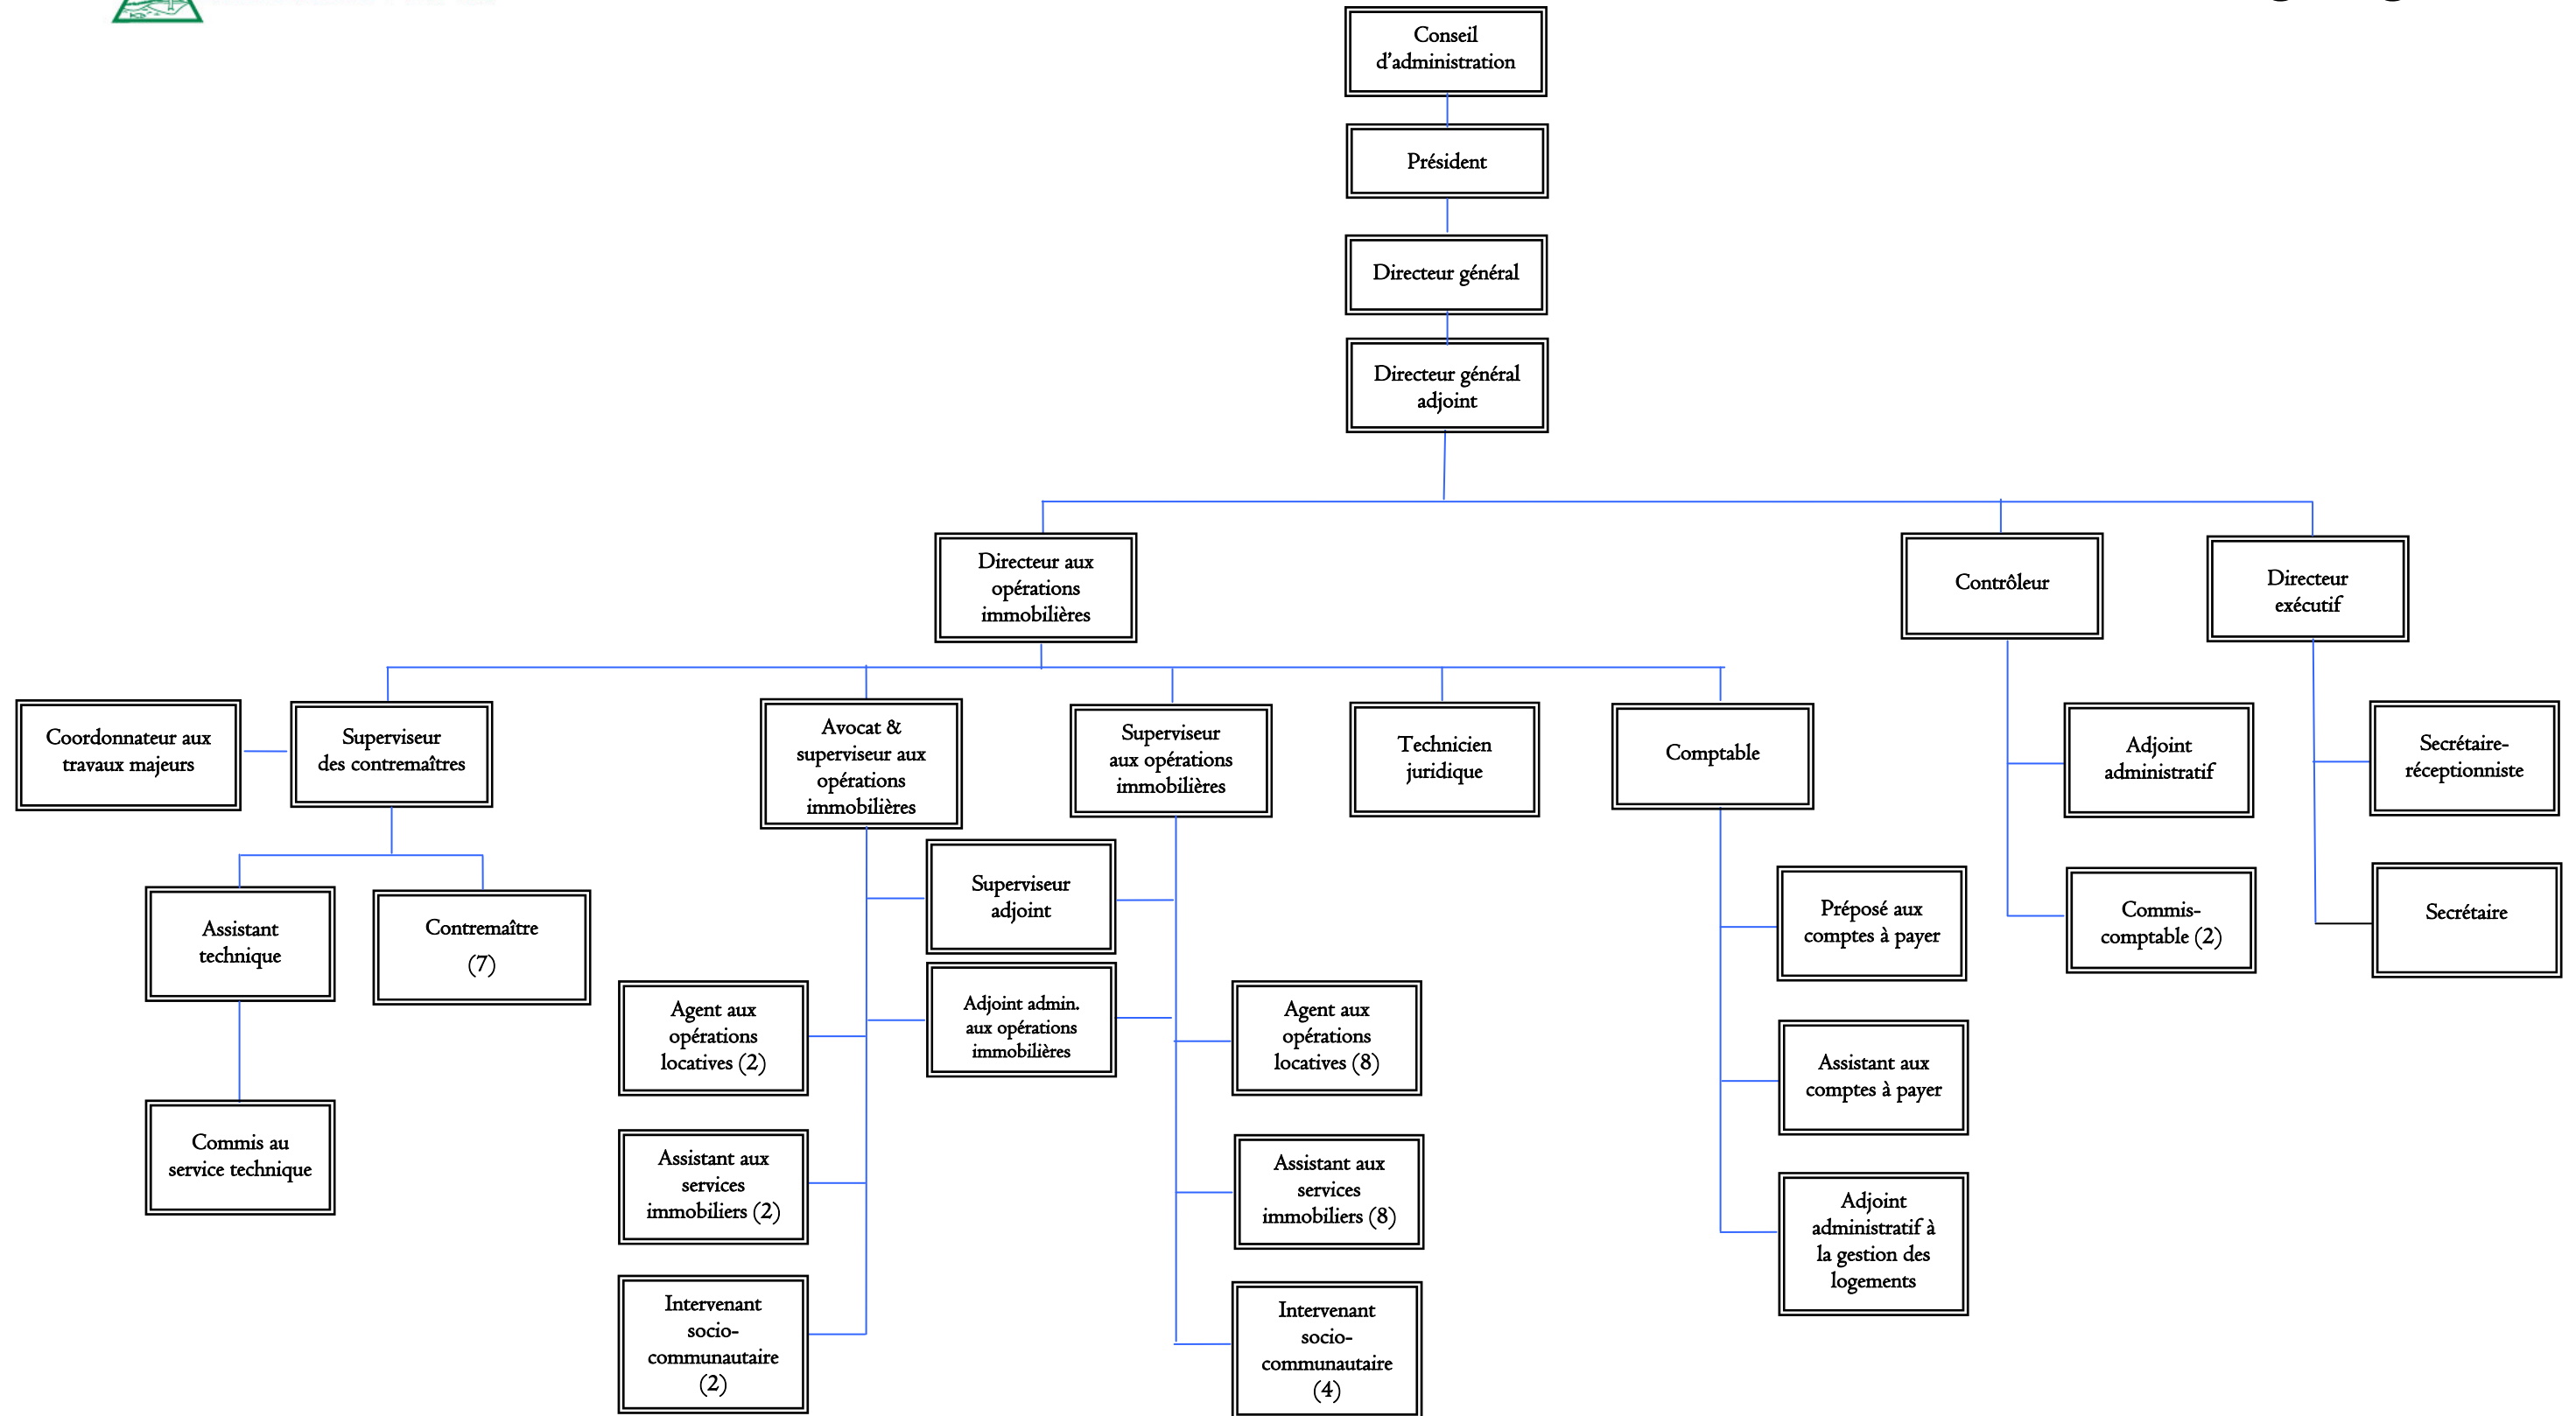 Conseil
d'administration
Président
Directeur général
Directeur général
adjoint
Directeur aux
opérations
immobilières
Contrôleur
Directeur
exécutif
Coordonnateur aux
travaux majeurs
Superviseur
des contremaîtres
Avocat &
superviseur aux
opérations
immobilières
Superviseur
aux opérations
immobilières
Technicien
juridique
Comptable
Adjoint
administratif
Secrétaire-
réceptionniste
Superviseur
adjoint
Assistant
technique
Contremaître
(7)
Préposé aux
comptes à payer
Commis-
comptable (2)
Secrétaire
Agent aux
opérations
locatives (2)
Adjoint admin.
aux opérations
immobilières
Agent aux
opérations
locatives (8)
Assistant aux
comptes à payer
Commis au
service technique
Assistant aux
services
immobiliers (2)
Assistant aux
services
immobiliers (8)
Adjoint
administratif à
la gestion des
logements
Intervenant
socio-
communautaire
(2)
Intervenant
socio-
communautaire
(4)